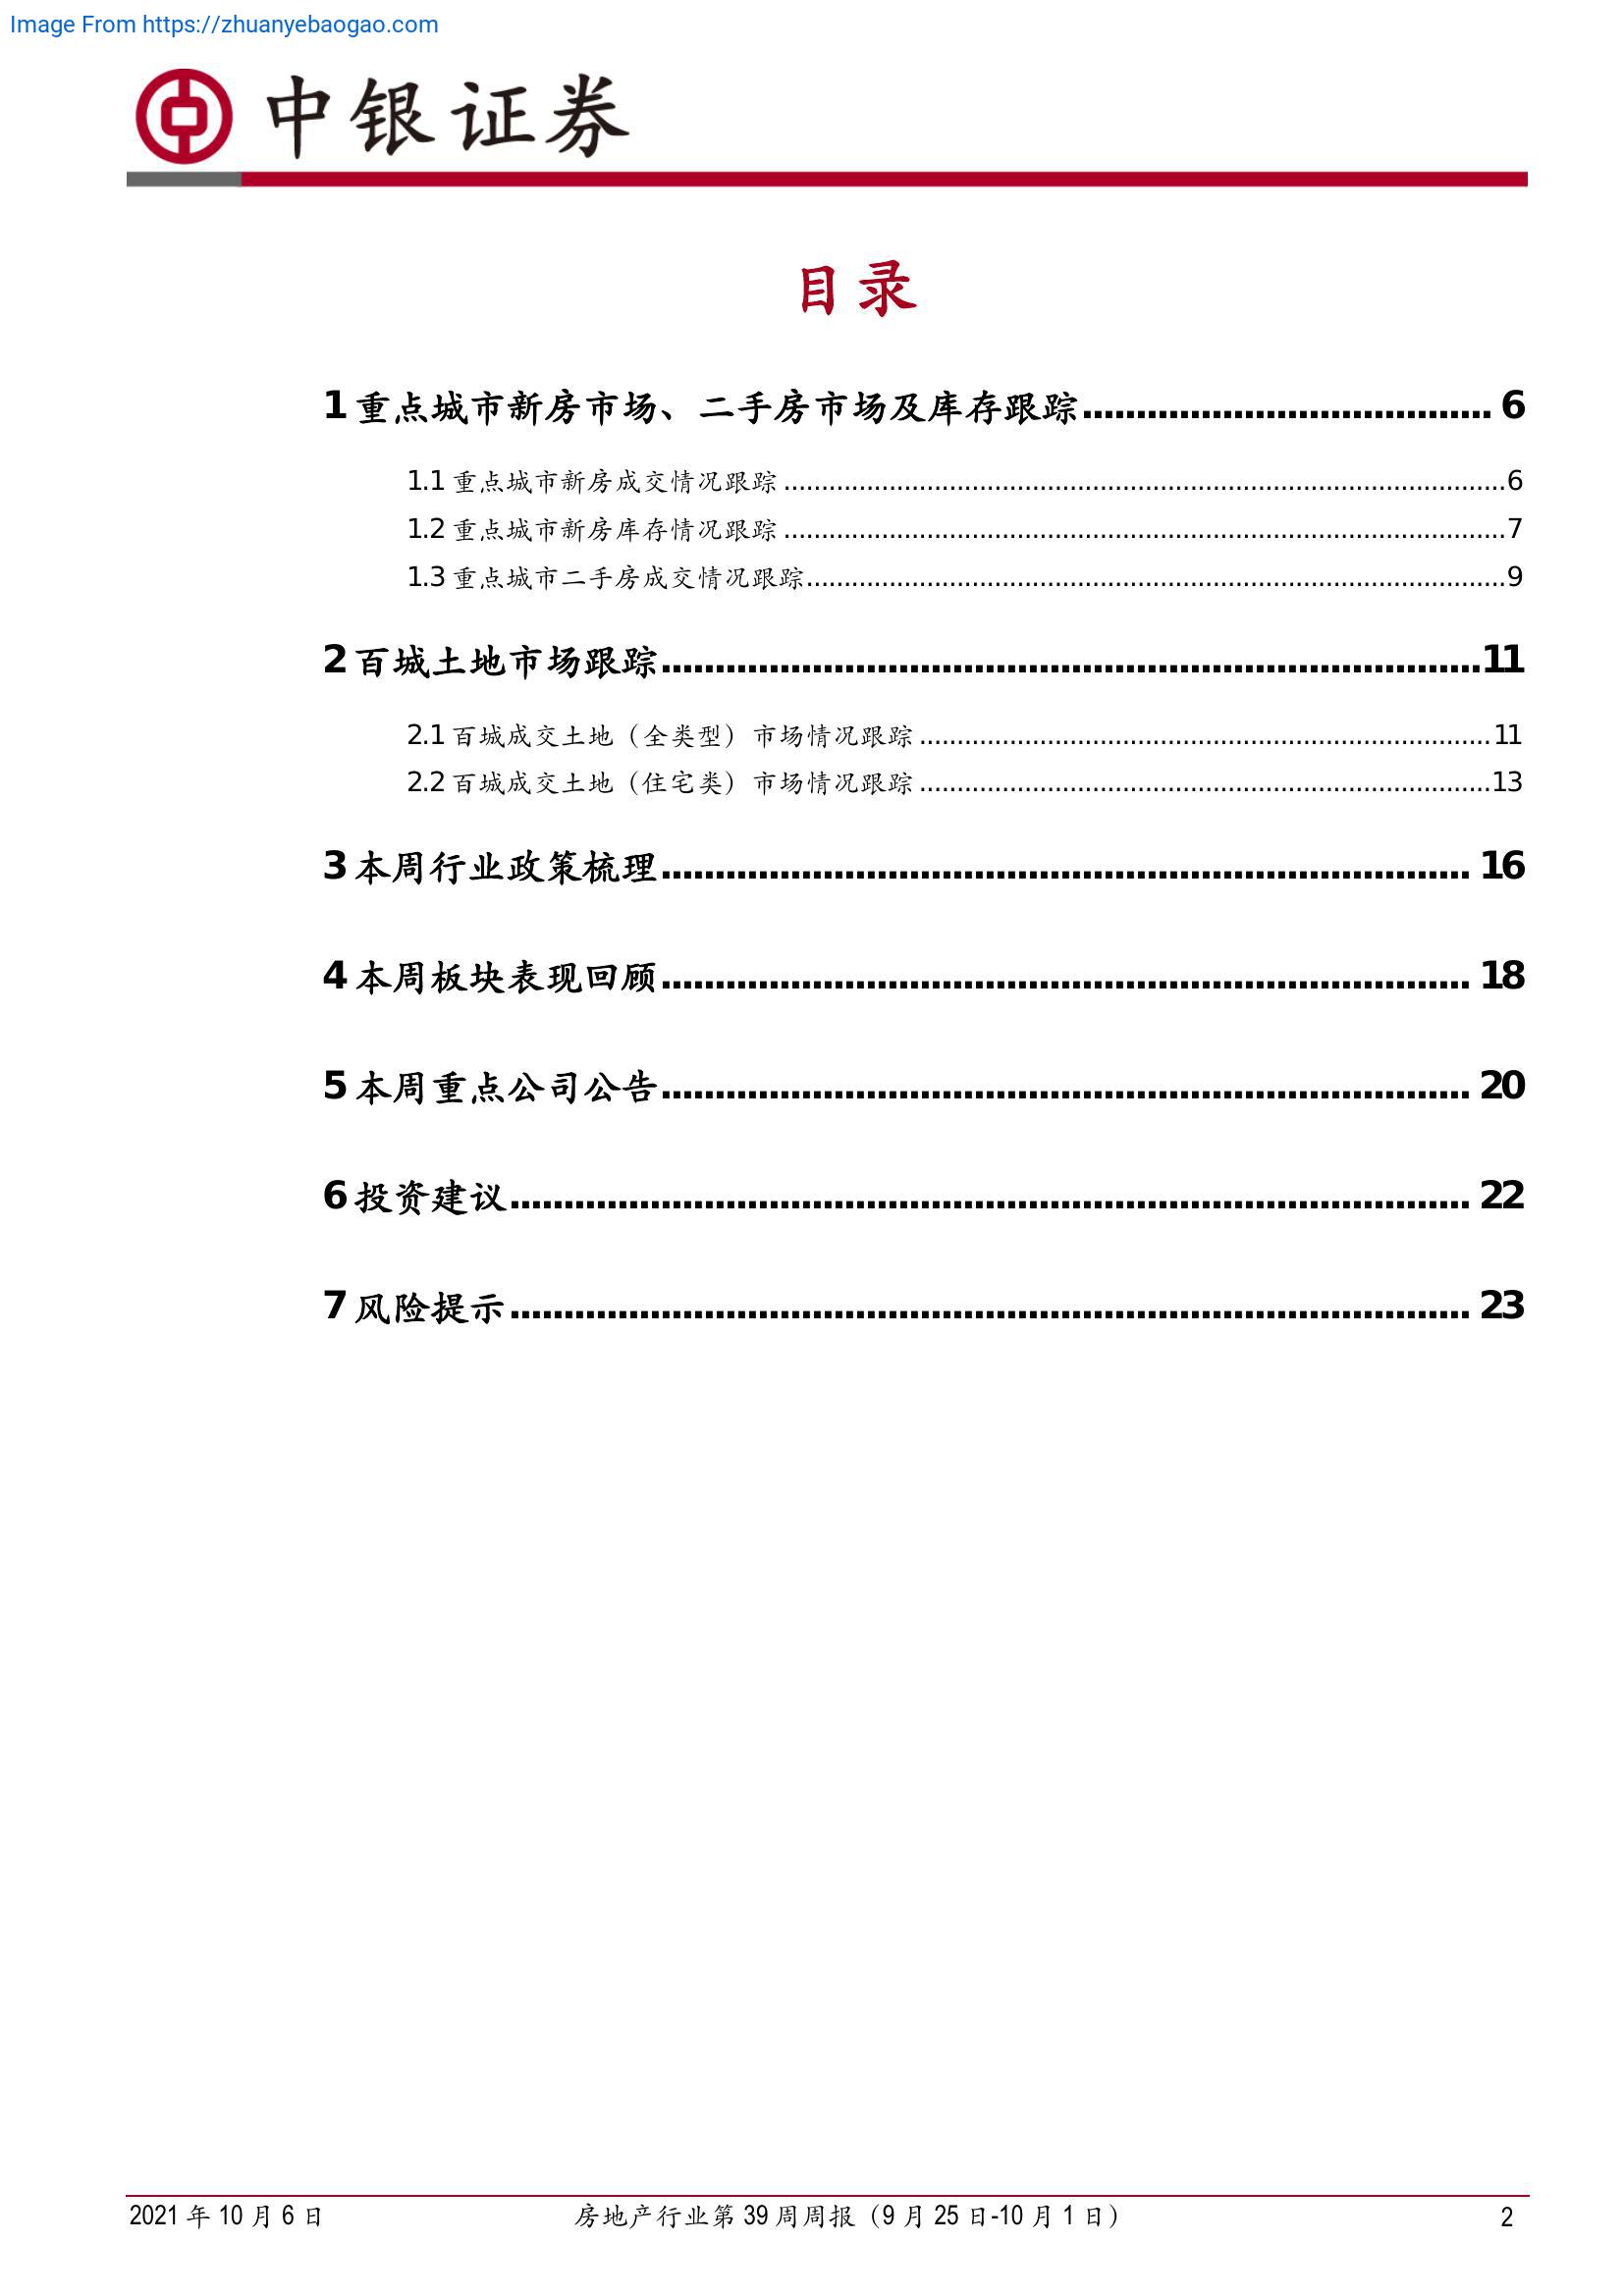 Image From https://zhuanyebaogao.com
中银证券
目录
1 重点城市新房市场、二手房市场及库存跟踪...................................... 6
1.1 重点城市新房成交情况跟踪 ................................................................................................6
1.2 重点城市新房库存情况跟踪 ................................................................................................7
1.3 重点城市二手房成交情况跟踪.............................................................................................9
2 百城土地市场跟踪............................................................................11
2.1 百城成交土地（全类型）市场情况跟踪 ............................................................................11
2.2 百城成交土地（住宅类）市场情况跟踪 ............................................................................13
3 本周行业政策梳理........................................................................... 16
4 本周板块表现回顾........................................................................... 18
5 本周重点公司公告........................................................................... 20
6 投资建议......................................................................................... 22
7 风险提示......................................................................................... 23
2021 年 10 月 6 日 房地产行业第 39 周周报（9 月 25 日-10 月 1 日） 2